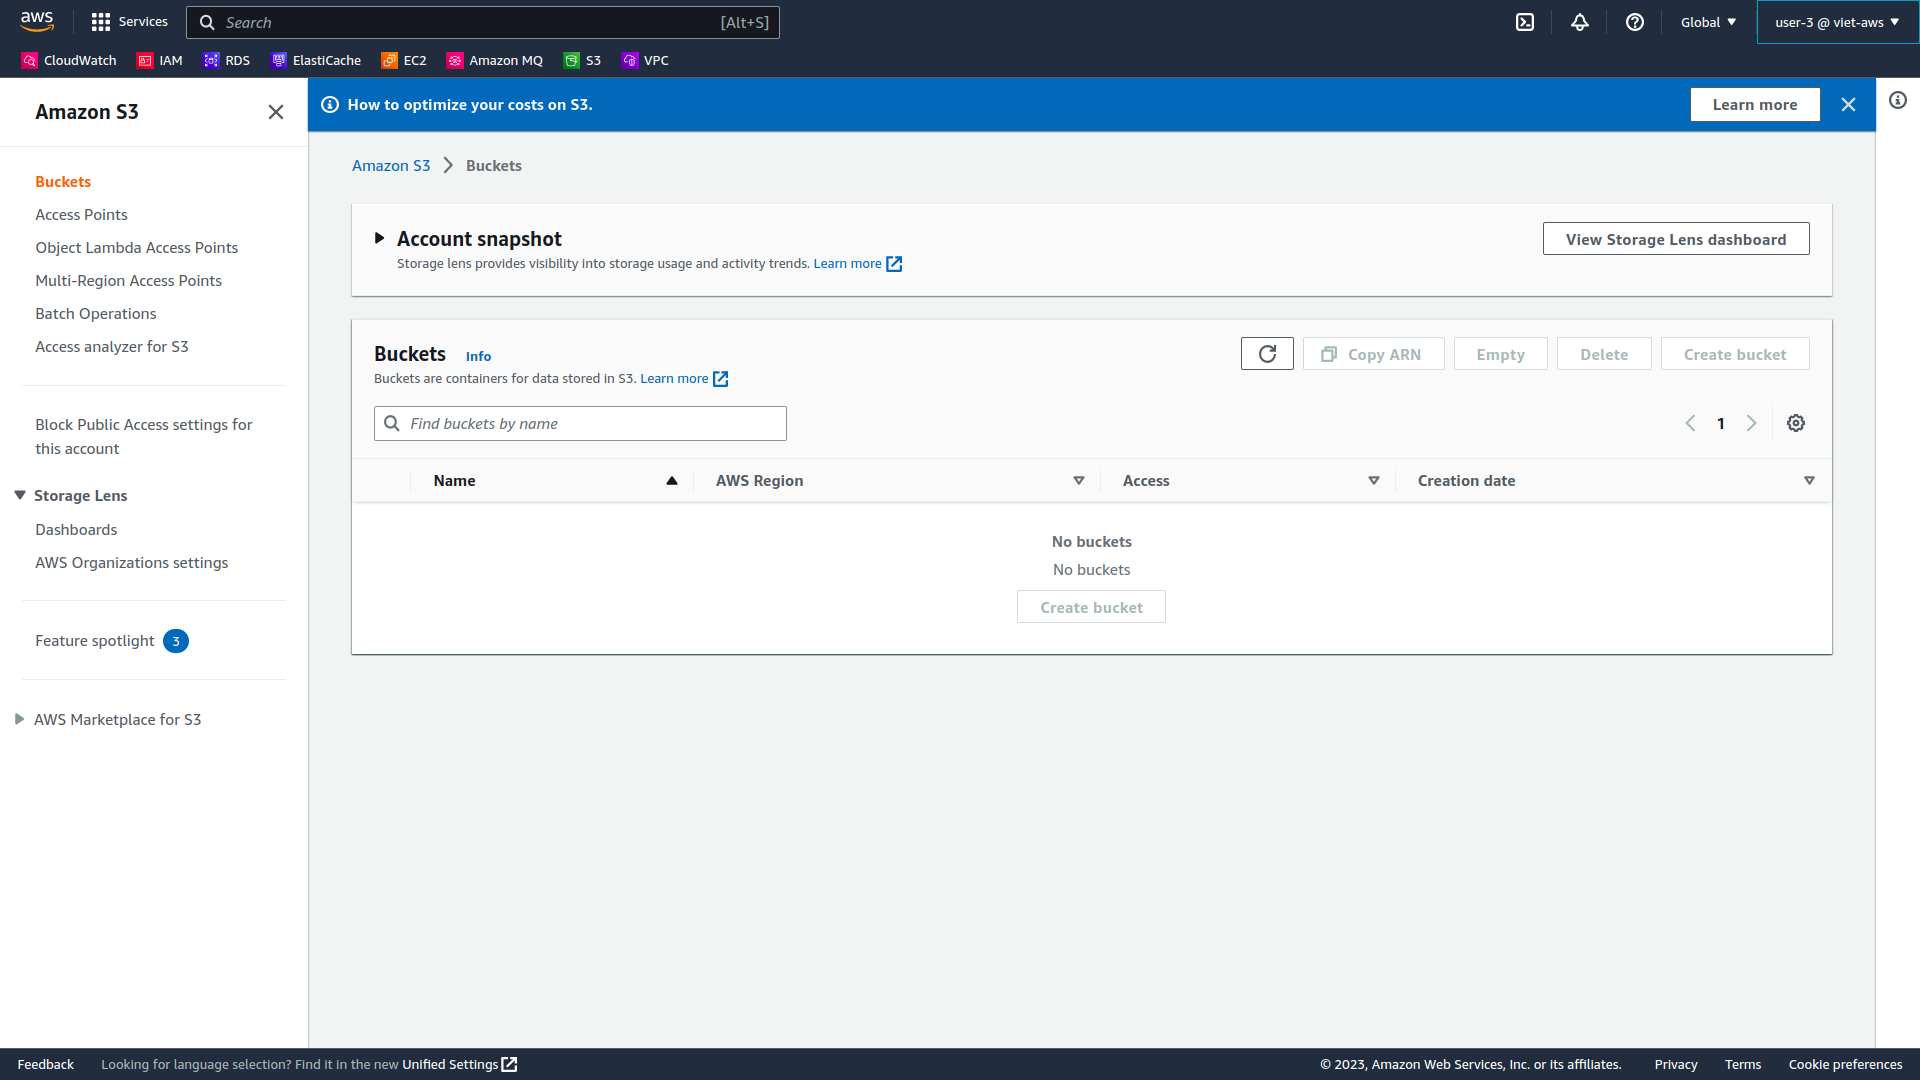 aws
Services
Search
[Alt+S]
Global
user-3 @ viet-aws
CloudWatch
IAM
RDS
ElastiCache
EC2
Amazon MQ
S3
VPC
Amazon S3
Buckets
Access Points
Object Lambda Access Points
Multi-Region Access Points
Batch Operations
Access analyzer for S3
Block Public Access settings for
this account
Storage Lens
Dashboards
AWS Organizations settings
Feature spotlight 3
AWS Marketplace for S3
How to optimize your costs on S3.
Learn more
Amazon S3
Buckets
Account snapshot
Storage lens provides visibility into storage usage and activity trends. Learn more
View Storage Lens dashboard
Buckets Info
Buckets are containers for data stored in S3. Learn more
Copy ARN
Empty
Delete
Create bucket
Find buckets by name
1
Name
AWS Region
Access
Creation date
No buckets
No buckets
Create bucket
Feedback
Looking for language selection? Find it in the new Unified Settings
© 2023, Amazon Web Services, Inc. or its affiliates.
Privacy
Terms
Cookie preferences